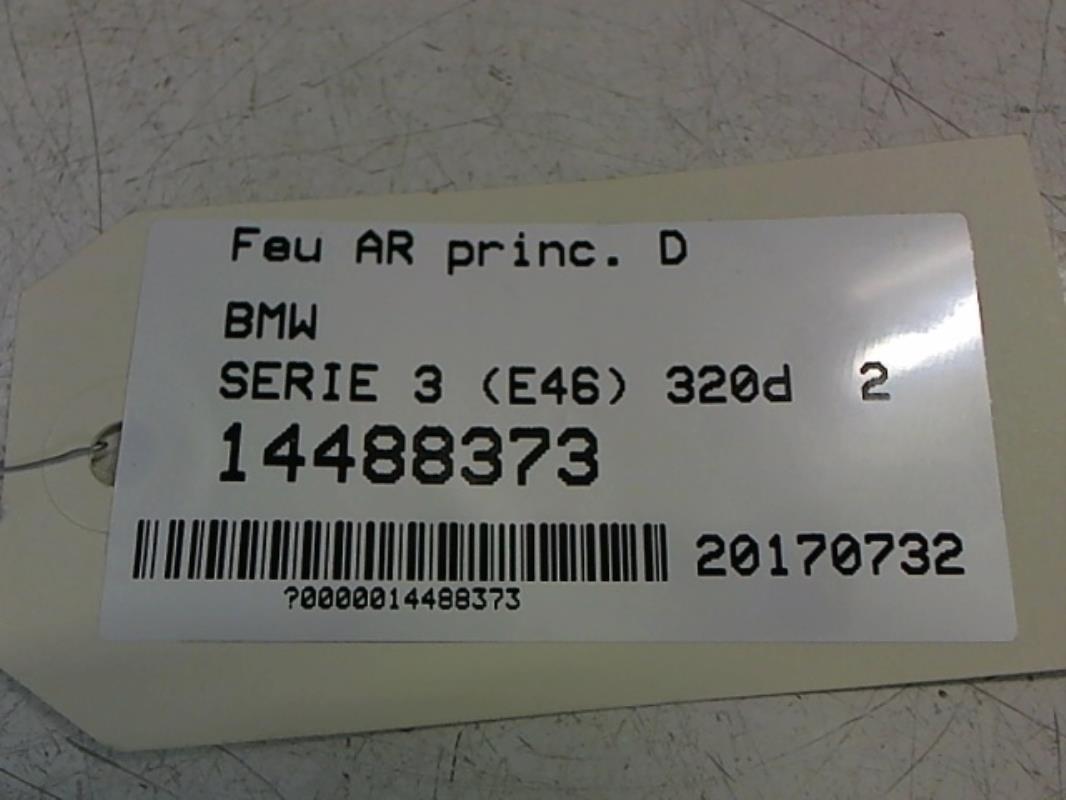 Feu AR princ. D
BMW
SERIE 3 (E46) 320d 2
14488373
20170732
?0000014488373